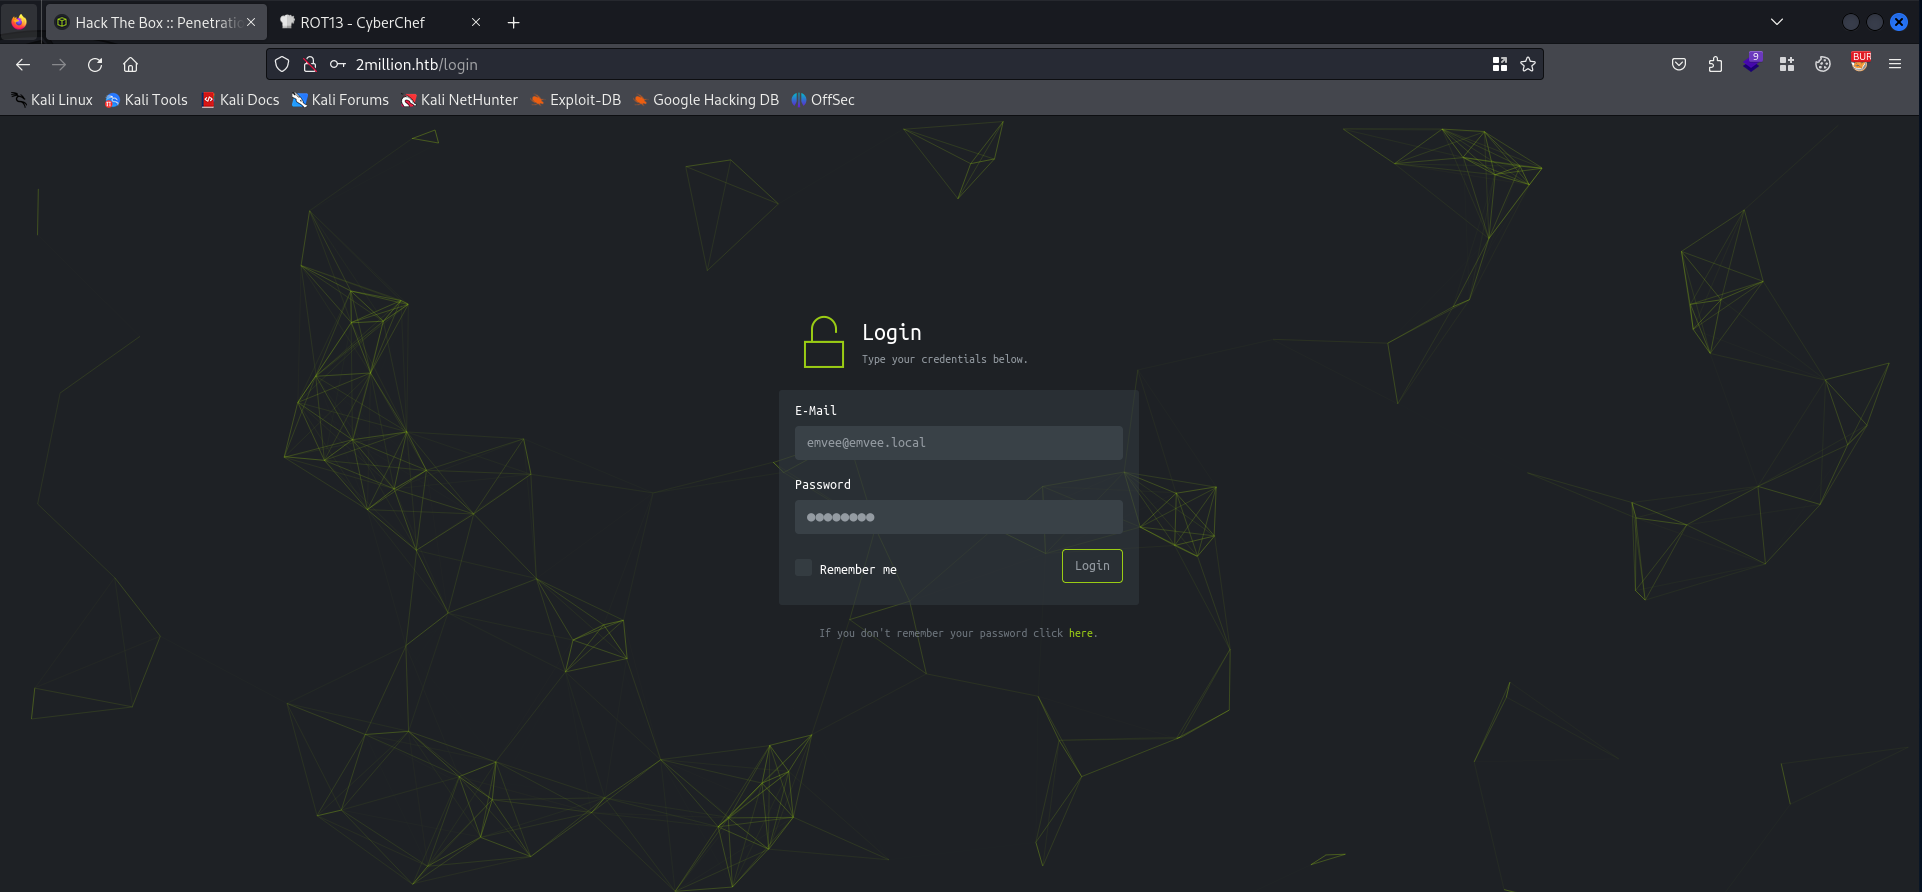 Hack The Box :: Penetratio
ROT13 - CyberChef
2million.htb/login
9
BUR
Kali Linux Kali Tools Kali Docs Kali Forums Kali NetHunter Exploit-DB Google Hacking DB OffSec
Login
Type your credentials below.
E-Mail
emvee@emvee.local
Password
●●●●●●●●
Remember me
Login
If you don't remember your password click here.